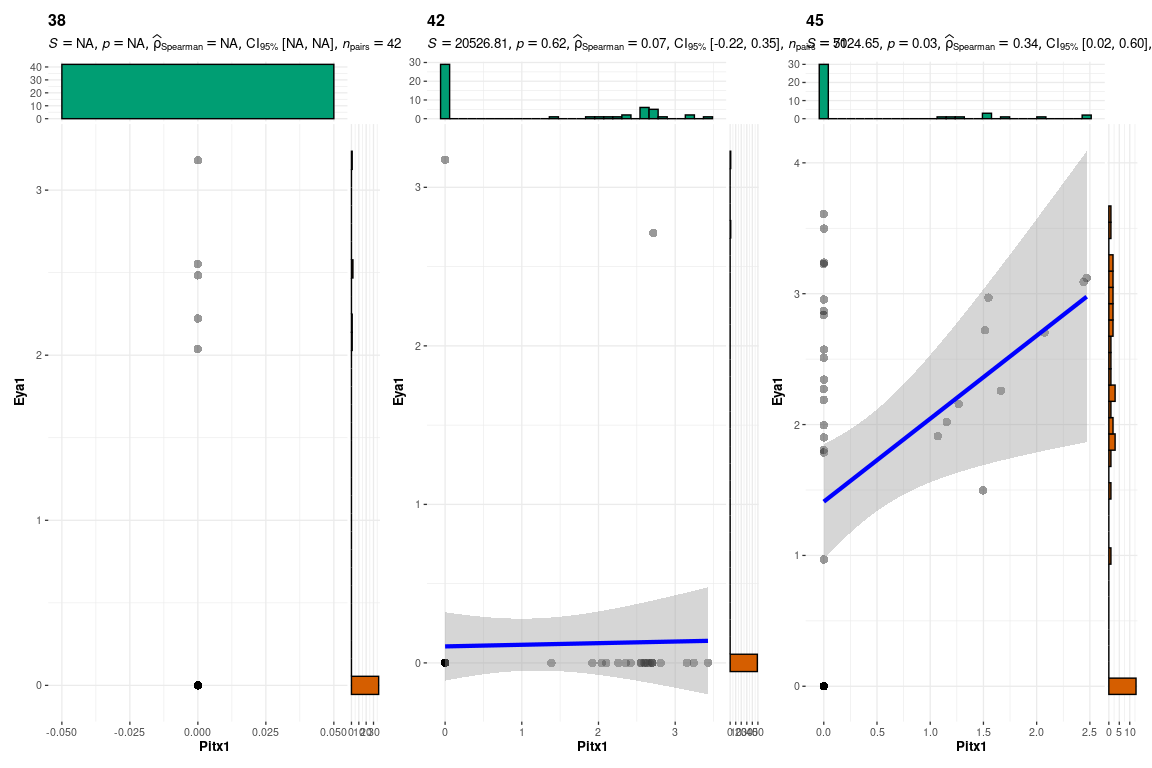 38
S = NA, p = NA, ρ̂Spearman = NA, CI95% [NA, NA], npairs = 42
40
30
20
10
0
3
2
1
0
Eya1
-0.050 -0.025 0.000 0.025 0.050
Pitx1
42
S = 20526.81, p = 0.62, ρ̂Spearman = 0.07, CI95% [-0.22, 0.35], npairs
30
20
10
0
3
2
1
0
Eya1
0 1 2 3
Pitx1
45
S = 7124.65, p = 0.03, ρ̂Spearman = 0.34, CI95% [0.02, 0.60],
30
20
10
0
4
3
2
1
0
Eya1
0.0 0.5 1.0 1.5 2.0 2.5 0 5 10
Pitx1